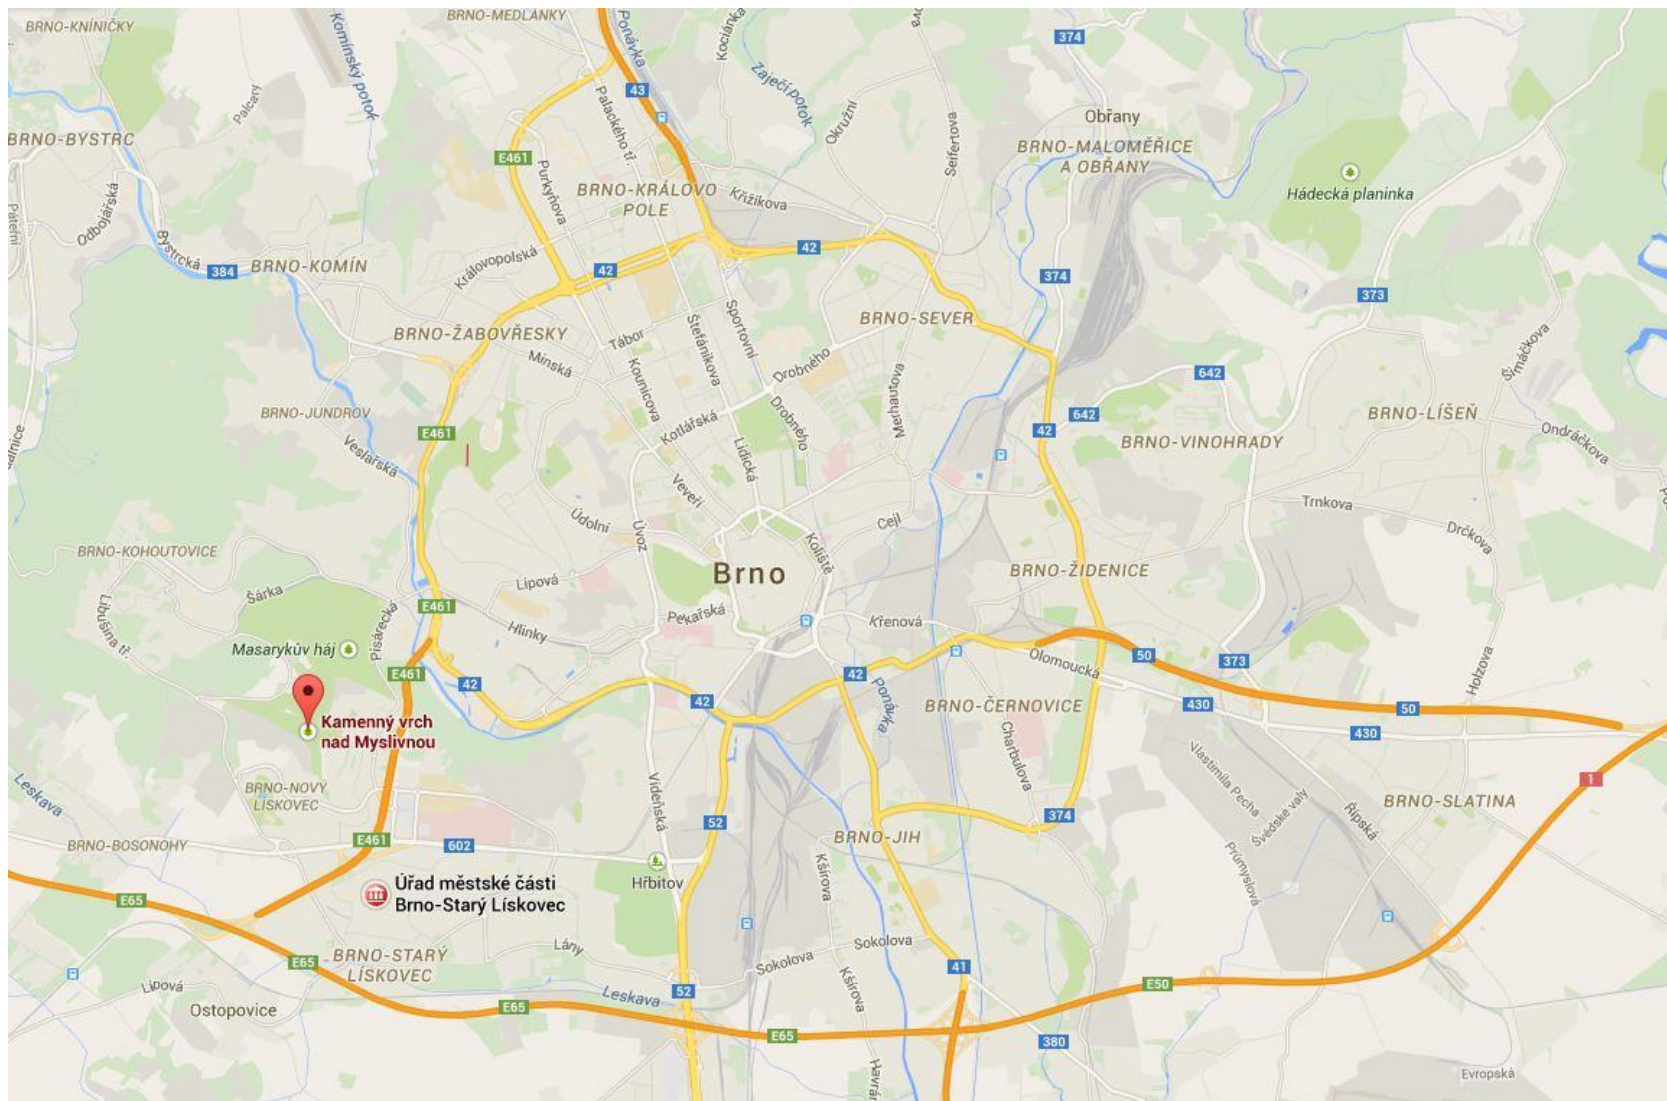 BRNO-KNÍNIČKY
Komínský potok
BRNO-MEDLÁNKY
Ponávka
Kociánka
374
Palcaný
43
Zaječí potok
Okružní
Seifertova
Obřany
BRNO-BYSTRC
Palackého tř.
E461
Purkyňova
BRNO-MALOMĚŘICE
A OBŘANY
BRNO-KRÁLOVO
POLE
Křižíkova
Hádecká planinka
Páteřní
Odbojářská
Bystrcká
384
BRNO-KOMÍN
Královopolská
42
42
374
373
BRNO-ŽABOVŘESKY
Tábor
Minská
Kounicova
Štefánikova
Sportovní
Drobného
BRNO-SEVER
Merhautova
642
Šimáčkova
BRNO-JUNDROV
Veslařská
E461
Kotlářská
Drobného
Lidická
642
42
BRNO-VINOHRADY
BRNO-LÍŠEŇ
Ondráčkova
Veveří
Údolní
Úvoz
Cejl
Koliště
Trnkova
Drčkova
BRNO-KOHOUTOVICE
Šárka
Libušina tř.
Pisárecká
E461
Lipová
Hlinky
Pekařská
Brno
Křenová
BRNO-ŽIDENICE
Masarykův háj
E461
42
42
42
Ponávka
Olomoucká
50
373
Holzova
Kamenný vrch
nad Myslivnou
BRNO-ČERNOVICE
Charbulova
430
50
430
Leskava
BRNO-NOVÝ
LÍSKOVEC
Vídeňská
52
374
Vlastimila Pecha
Švédské valy
Řípská
1
BRNO-SLATINA
BRNO-BOSONOHY
E461
602
BRNO-JIH
Průmyslová
Hřbitov
Kšírova
Úřad městské části
Brno-Starý Lískovec
E65
BRNO-STARÝ
LÍSKOVEC
E65
Lány
Sokolova
Sokolova
Kšírova
41
Lipová
Ostopovice
Leskava
52
E65
E65
E50
380
Evropská